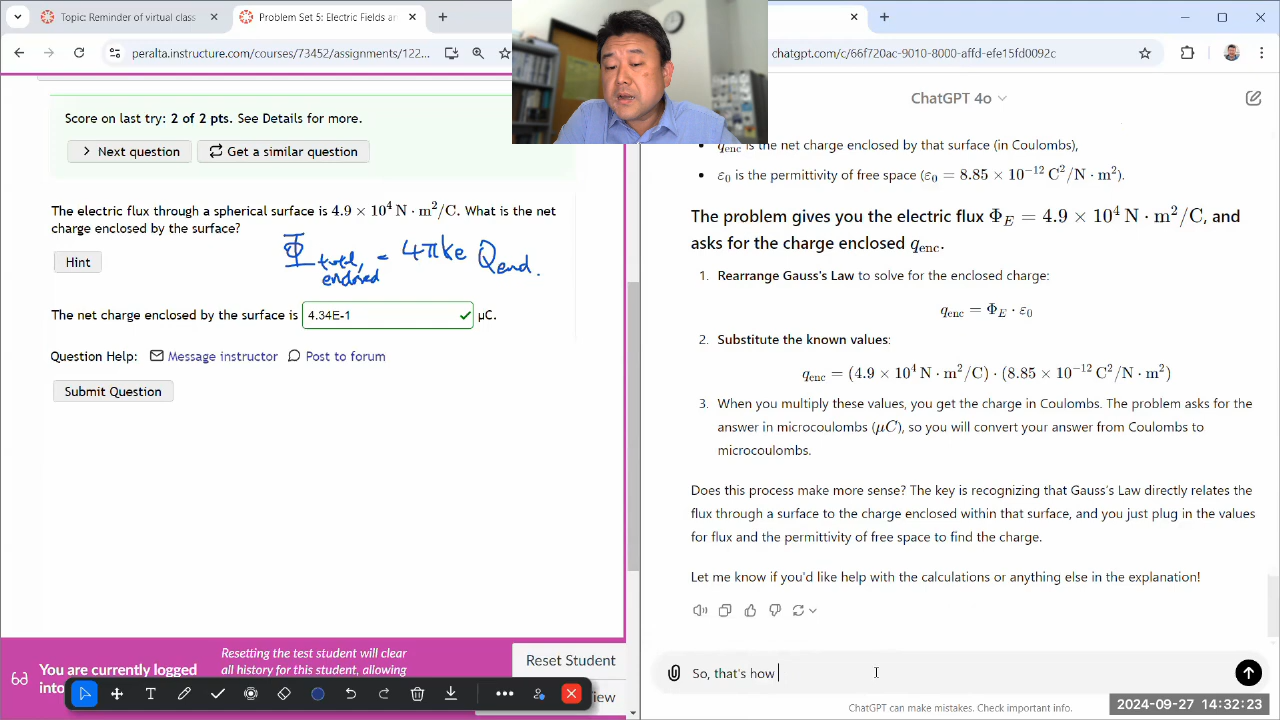 Topic: Reminder of virtual class
Problem Set 5: Electric Fields ar
peralta.instructure.com/courses/73452/assignments/122...
chatgpt.com/c/66f720ac-9010-8000-affd-efe15fd0082c
Score on last try: 2 of 2 pts. See Details for more.
Next question
Get a similar question
The electric flux through a spherical surface is 4.9 × 10⁴ N · m²/C. What is the net
charge enclosed by the surface?
Φ total, enclosed = 4πke Qencl.
Hint
The net charge enclosed by the surface is 4.34E-1 μC.
Question Help: Message instructor Post to forum
Submit Question
You are currently logged
into
Resetting the test student will clear
all history for this student, allowing
Reset Student
View
ChatGPT 4o
q_enc is the net charge enclosed by that surface (in Coulombs),
ε₀ is the permittivity of free space (ε₀ = 8.85 × 10⁻¹² C²/N · m²).
The problem gives you the electric flux Φ_E = 4.9 × 10⁴ N · m²/C, and
asks for the charge enclosed q_enc.
1. Rearrange Gauss's Law to solve for the enclosed charge:
q_enc = Φ_E · ε₀
2. Substitute the known values:
q_enc = (4.9 × 10⁴ N · m²/C) · (8.85 × 10⁻¹² C²/N · m²)
3. When you multiply these values, you get the charge in Coulombs. The problem asks for the
answer in microcoulombs (μC), so you will convert your answer from Coulombs to
microcoulombs.
Does this process make more sense? The key is recognizing that Gauss's Law directly relates the
flux through a surface to the charge enclosed within that surface, and you just plug in the values
for flux and the permittivity of free space to find the charge.
Let me know if you'd like help with the calculations or anything else in the explanation!
So, that's how
ChatGPT can make mistakes. Check important info.
2024-09-27 14:32:23